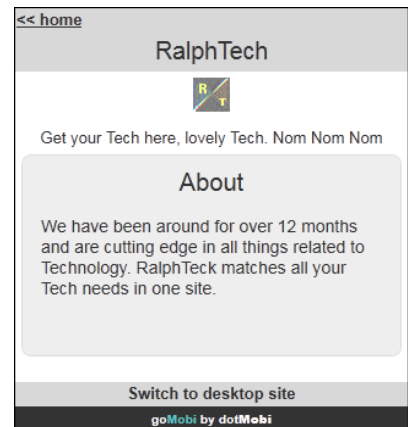 << home
RalphTech
R
T
Get your Tech here, lovely Tech. Nom Nom Nom
About
We have been around for over 12 months
and are cutting edge in all things related to
Technology. RalphTeck matches all your
Tech needs in one site.
Switch to desktop site
goMobi by dotMobi